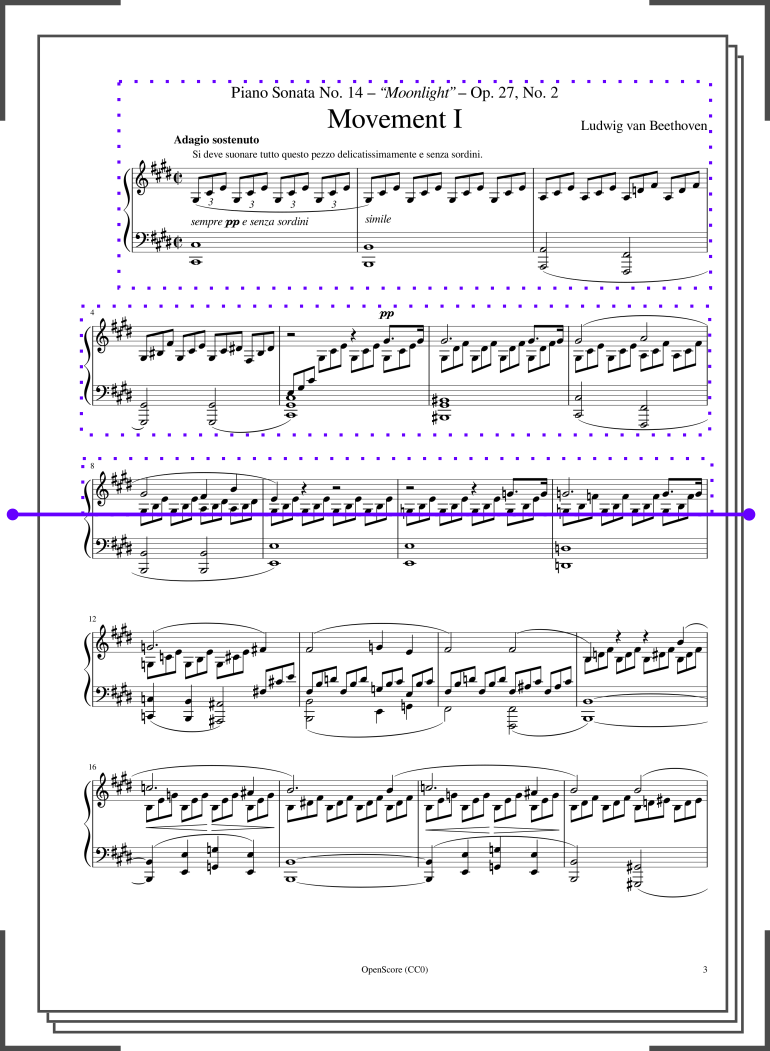 Piano Sonata No. 14 – “Moonlight” – Op. 27, No. 2
Movement I
Ludwig van Beethoven
Adagio sostenuto
Si deve suonare tutto questo pezzo delicatissimamente e senza sordini.
3 3 3 3
sempre pp e senza sordini
simile
4
pp
8
12
16
OpenScore (CC0)
3